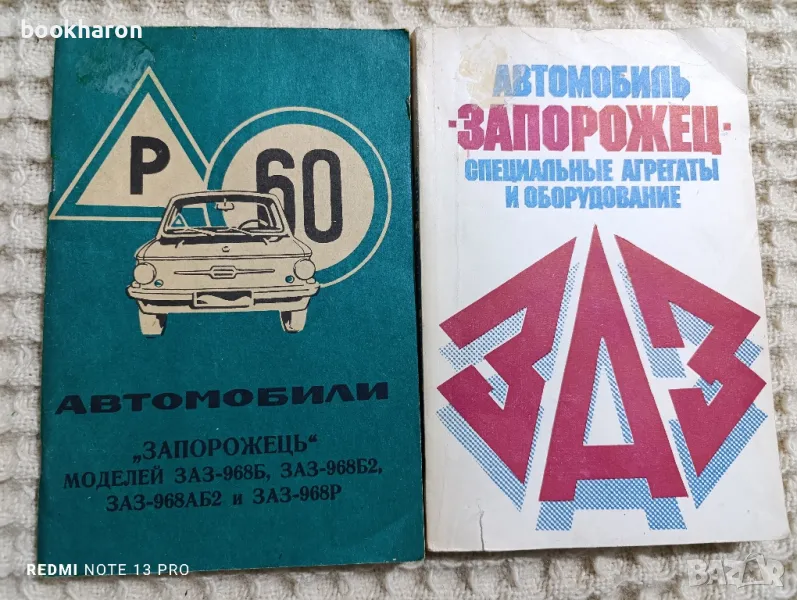 bookharon
P
60
АВТОМОБИЛИ
„ЗАПОРОЖЕЦЬ“
МОДЕЛЕЙ ЗАЗ-968Б, ЗАЗ-968Б2,
ЗАЗ-968АБ2 и ЗАЗ-968Р
АВТОМОБИЛЬ
·ЗАПОРОЖЕЦ·
СПЕЦИАЛЬНЫЕ АГРЕГАТЫ
И ОБОРУДОВАНИЕ
ЗАЗ
REDMI NOTE 13 PRO
BAZAR